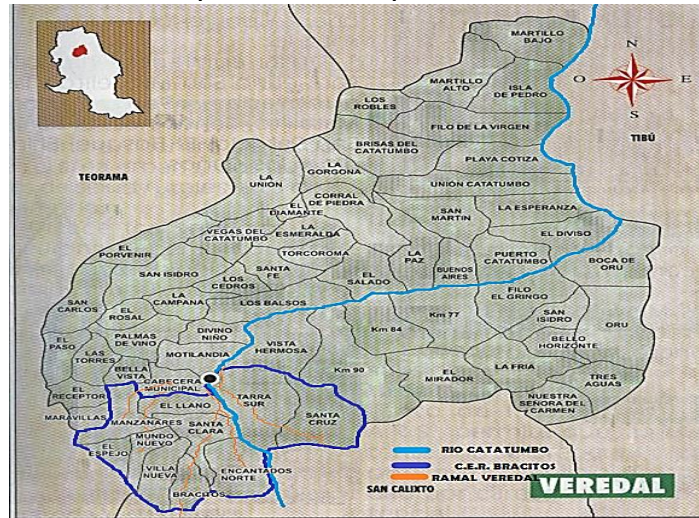 MARTILLO
BAJO
N
O
E
S
MARTILLO
ALTO
ISLA
DE PEDRO
LOS
ROBLES
FILO DE LA VIRGEN
TIBÚ
BRISAS DEL
CATATUMBO
PLAYA COTIZA
TEORAMA
LA
UNION
LA
GORGONA
UNION CATATUMBO
CORRAL
DE PIEDRA
EL
DIAMANTE
SAN
MARTIN
LA ESPERANZA
LA
ESMERALDA
VEGAS DEL
CATATUMBO
EL DIVISO
EL
PORVENIR
TORCOROMA
LA
PAZ
BUENOS
AIRES
PUERTO
CATATUMBO
BOCA DE
ORU
SAN ISIDRO
SANTA
FE
LOS
CEDROS
EL
SALADO
FILO
EL GRINGO
SAN
CARLOS
LA
CAMPANA
LOS BALSOS
EL
ROSAL
Km 77
SAN
ISIDRO
ORU
Km 84
DIVINO
NIÑO
PALMAS
DE VINO
EL
PASO
VISTA
HERMOSA
BELLO
HORIZONTE
LAS
TORRES
MOTILANDIA
BELLA
VISTA
LA FRIA
Km 90
EL
MIRADOR
TRES
AGUAS
CABECERA
MUNICIPAL
EL
RECEPTOR
TARRA
SUR
NUESTRA
SEÑORA DEL
CARMEN
EL LLANO
MARAVILLAS
MANZANARES
SANTA
CRUZ
SANTA
CLARA
MUNDO
NUEVO
EL
ESPEJO
VILLA
NUEVA
ENCANTADOS
NORTE
BRACITOS
RIO CATATUMBO
C.E.R. BRACITOS
RAMAL VEREDAL
SAN CALIXTO
VEREDAL